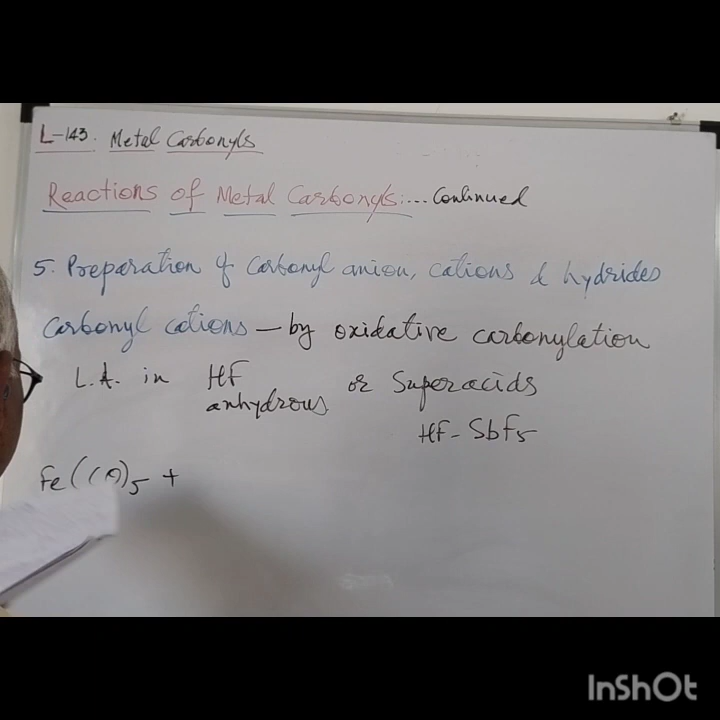 L-143. Metal Carbonyls
Reactions of Metal Carbonyls:... Continued
5. Preparation of Carbonyl anion, cations & hydrides
Carbonyl cations — by oxidative carbonylation
L.A. in HF or Superacids
anhydrous
HF-SbF5
Fe(CO)5 +
InShOt